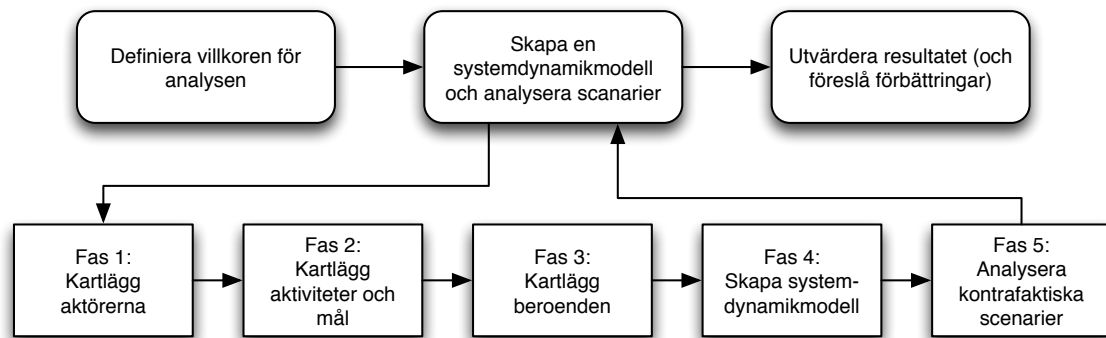 Definiera villkoren för
analysen
Skapa en
systemdynamikmodell
och analysera scanarier
Utvärdera resultatet (och
föreslå förbättringar)
Fas 1:
Kartlägg
aktörerna
Fas 2:
Kartlägg
aktiviteter och
mål
Fas 3:
Kartlägg
beroenden
Fas 4:
Skapa system-
dynamikmodell
Fas 5:
Analysera
kontrafaktiska
scenarier